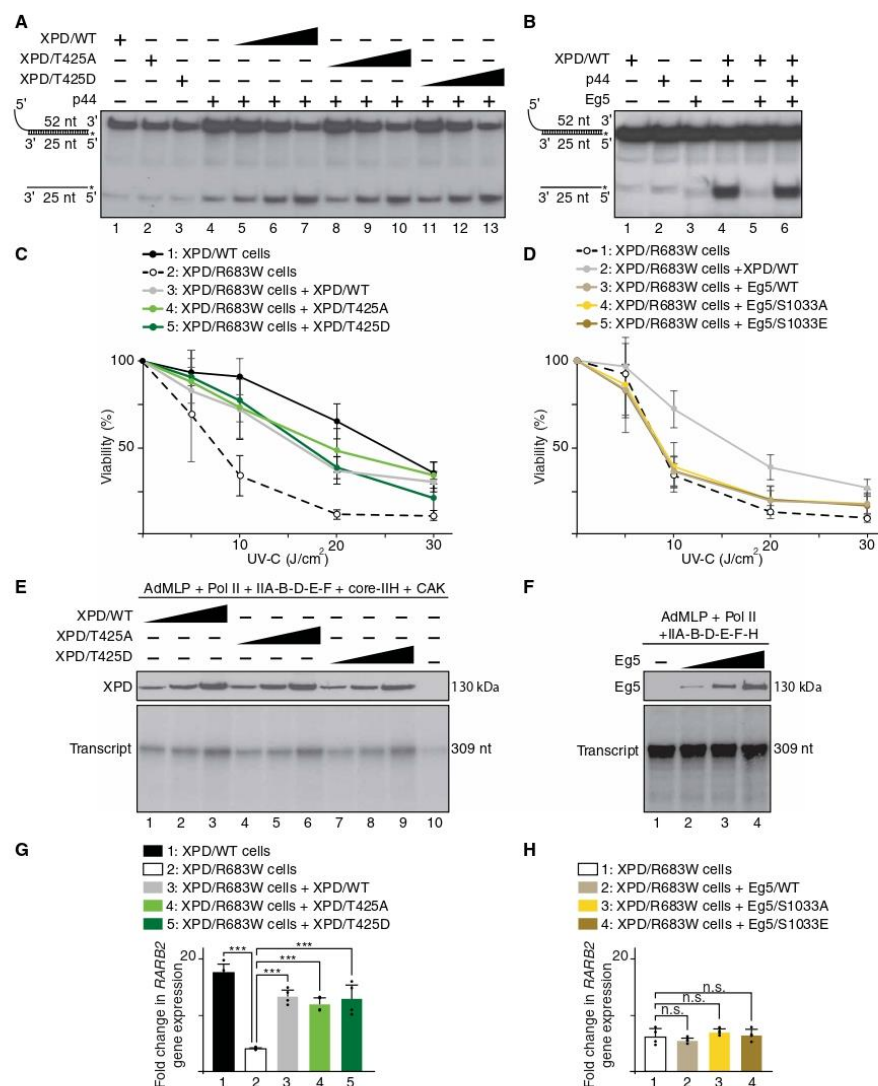 A
XPD/WT + – – – – – –
XPD/T425A – + – – – – – –
XPD/T425D – – + – – – – – – –
p44 – – – + + + + + + + + + +
5'
52 nt 3'
*
3' 25 nt 5'
*
3' 25 nt 5'
1 2 3 4 5 6 7 8 9 10 11 12 13
B
XPD/WT + – – + + +
p44 – + – + – +
Eg5 – – + – + +
5'
52 nt 3'
*
3' 25 nt 5'
*
3' 25 nt 5'
1 2 3 4 5 6
C
1: XPD/WT cells
2: XPD/R683W cells
3: XPD/R683W cells + XPD/WT
4: XPD/R683W cells + XPD/T425A
5: XPD/R683W cells + XPD/T425D
Viability (%)
100
50
10 20 30
UV-C (J/cm2)
D
1: XPD/R683W cells
2: XPD/R683W cells +XPD/WT
3: XPD/R683W cells + Eg5/WT
4: XPD/R683W cells + Eg5/S1033A
5: XPD/R683W cells + Eg5/S1033E
Viability (%)
100
50
10 20 30
UV-C (J/cm2)
E
AdMLP + Pol II + IIA-B-D-E-F + core-IIH + CAK
XPD/WT – – – – – – –
XPD/T425A – – – – – – –
XPD/T425D – – – – – – –
XPD 130 kDa
Transcript 309 nt
1 2 3 4 5 6 7 8 9 10
F
AdMLP + Pol II
+IIA-B-D-E-F-H
Eg5 –
Eg5 130 kDa
Transcript 309 nt
1 2 3 4
G
1: XPD/WT cells
2: XPD/R683W cells
3: XPD/R683W cells + XPD/WT
4: XPD/R683W cells + XPD/T425A
5: XPD/R683W cells + XPD/T425D
Fold change in RARB2
gene expression
20
***
***
***
***
1 2 3 4 5
H
1: XPD/R683W cells
2: XPD/R683W cells + Eg5/WT
3: XPD/R683W cells + Eg5/S1033A
4: XPD/R683W cells + Eg5/S1033E
Fold change in RARB2
gene expression
20
n.s.
n.s.
n.s.
1 2 3 4